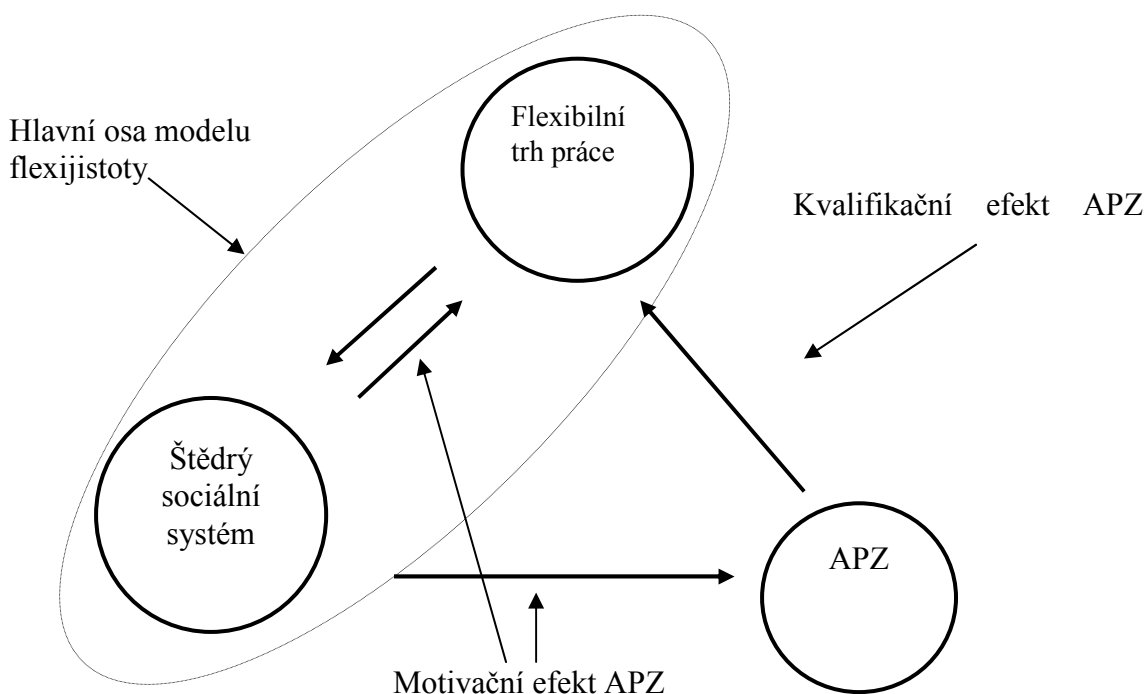 Hlavní osa modelu
flexijistoty
Flexibilní
trh práce
Kvalifikační efekt APZ
Štědrý
sociální
systém
APZ
Motivační efekt APZ